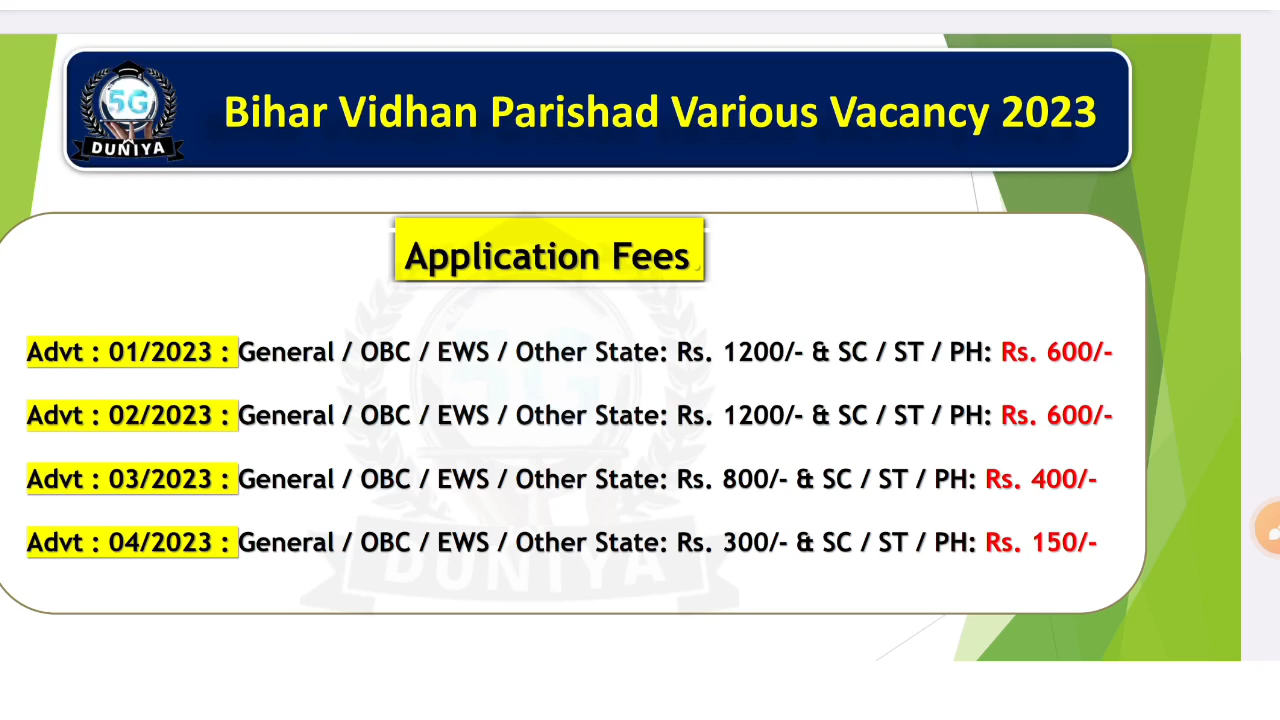 5G
DUNIYA
Bihar Vidhan Parishad Various Vacancy 2023
Application Fees
Advt : 01/2023 : General / OBC / EWS / Other State: Rs. 1200/- & SC / ST / PH: Rs. 600/-
Advt : 02/2023 : General / OBC / EWS / Other State: Rs. 1200/- & SC / ST / PH: Rs. 600/-
Advt : 03/2023 : General / OBC / EWS / Other State: Rs. 800/- & SC / ST / PH: Rs. 400/-
Advt : 04/2023 : General / OBC / EWS / Other State: Rs. 300/- & SC / ST / PH: Rs. 150/-
5G
DUNIYA